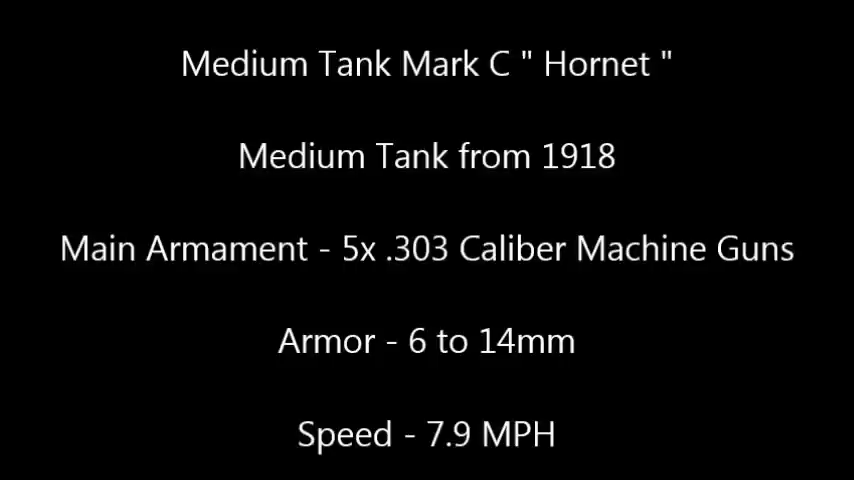 Medium Tank Mark C " Hornet "
Medium Tank from 1918
Main Armament - 5x .303 Caliber Machine Guns
Armor - 6 to 14mm
Speed - 7.9 MPH